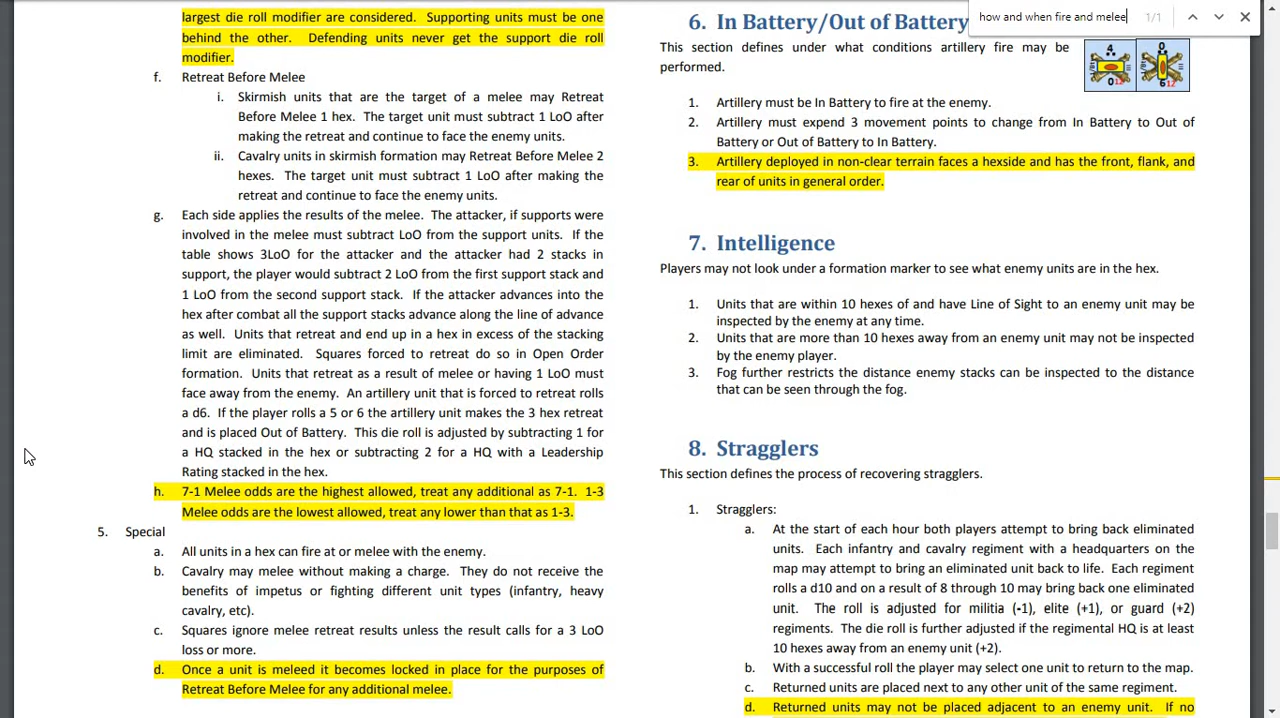 largest die roll modifier are considered. Supporting units must be one
behind the other. Defending units never get the support die roll
modifier.
f. Retreat Before Melee
i. Skirmish units that are the target of a melee may Retreat
Before Melee 1 hex. The target unit must subtract 1 LoO after
making the retreat and continue to face the enemy units.
ii. Cavalry units in skirmish formation may Retreat Before Melee 2
hexes. The target unit must subtract 1 LoO after making the
retreat and continue to face the enemy units.
g. Each side applies the results of the melee. The attacker, if supports were
involved in the melee must subtract LoO from the support units. If the
table shows 3LoO for the attacker and the attacker had 2 stacks in
support, the player would subtract 2 LoO from the first support stack and
1 LoO from the second support stack. If the attacker advances into the
hex after combat all the support stacks advance along the line of advance
as well. Units that retreat and end up in a hex in excess of the stacking
limit are eliminated. Squares forced to retreat do so in Open Order
formation. Units that retreat as a result of melee or having 1 LoO must
face away from the enemy. An artillery unit that is forced to retreat rolls
a d6. If the player rolls a 5 or 6 the artillery unit makes the 3 hex retreat
and is placed Out of Battery. This die roll is adjusted by subtracting 1 for
a HQ stacked in the hex or subtracting 2 for a HQ with a Leadership
Rating stacked in the hex.
h. 7-1 Melee odds are the highest allowed, treat any additional as 7-1. 1-3
Melee odds are the lowest allowed, treat any lower than that as 1-3.
5. Special
a. All units in a hex can fire at or melee with the enemy.
b. Cavalry may melee without making a charge. They do not receive the
benefits of impetus or fighting different unit types (infantry, heavy
cavalry, etc).
c. Squares ignore melee retreat results unless the result calls for a 3 LoO
loss or more.
d. Once a unit is meleed it becomes locked in place for the purposes of
Retreat Before Melee for any additional melee.
how and when fire and melee 1/1
6. In Battery/Out of Battery
This section defines under what conditions artillery fire may be
performed.
1. Artillery must be In Battery to fire at the enemy.
2. Artillery must expend 3 movement points to change from In Battery to Out of
Battery or Out of Battery to In Battery.
3. Artillery deployed in non-clear terrain faces a hexside and has the front, flank, and
rear of units in general order.
7. Intelligence
Players may not look under a formation marker to see what enemy units are in the hex.
1. Units that are within 10 hexes of and have Line of Sight to an enemy unit may be
inspected by the enemy at any time.
2. Units that are more than 10 hexes away from an enemy unit may not be inspected
by the enemy player.
3. Fog further restricts the distance enemy stacks can be inspected to the distance
that can be seen through the fog.
8. Stragglers
This section defines the process of recovering stragglers.
1. Stragglers:
a. At the start of each hour both players attempt to bring back eliminated
units. Each infantry and cavalry regiment with a headquarters on the
map may attempt to bring an eliminated unit back to life. Each regiment
rolls a d10 and on a result of 8 through 10 may bring back one eliminated
unit. The roll is adjusted for militia (-1), elite (+1), or guard (+2)
regiments. The die roll is further adjusted if the regimental HQ is at least
10 hexes away from an enemy unit (+2).
b. With a successful roll the player may select one unit to return to the map.
c. Returned units are placed next to any other unit of the same regiment.
d. Returned units may not be placed adjacent to an enemy unit. If no